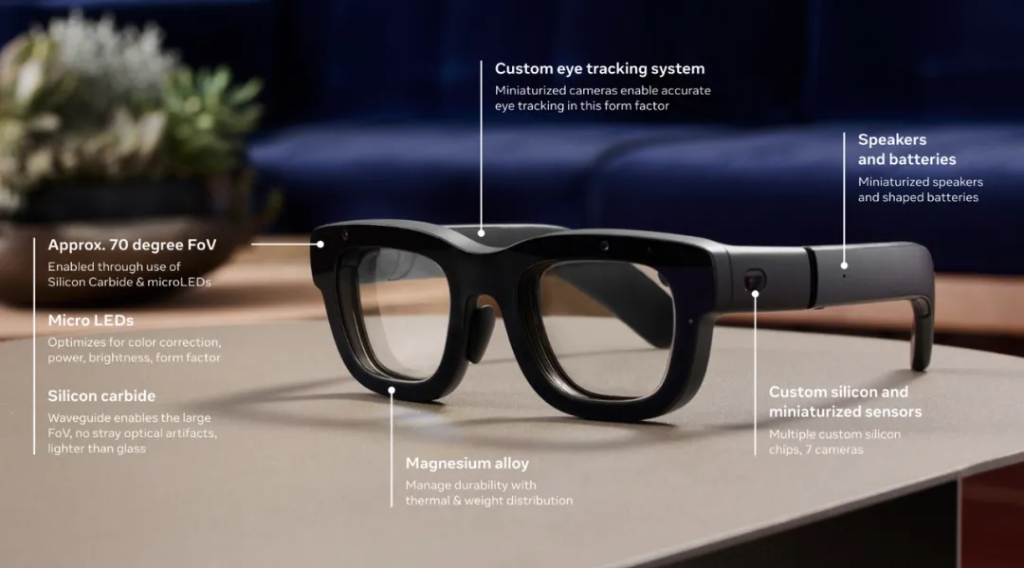 Custom eye tracking system
Miniaturized cameras enable accurate
eye tracking in this form factor
Speakers
and batteries
Miniaturized speakers
and shaped batteries
Approx. 70 degree FoV
Enabled through use of
Silicon Carbide & microLEDs
Micro LEDs
Optimizes for color correction,
power, brightness, form factor
Silicon carbide
Waveguide enables the large
FoV, no stray optical artifacts,
lighter than glass
Custom silicon and
miniaturized sensors
Multiple custom silicon
chips, 7 cameras
Magnesium alloy
Manage durability with
thermal & weight distribution